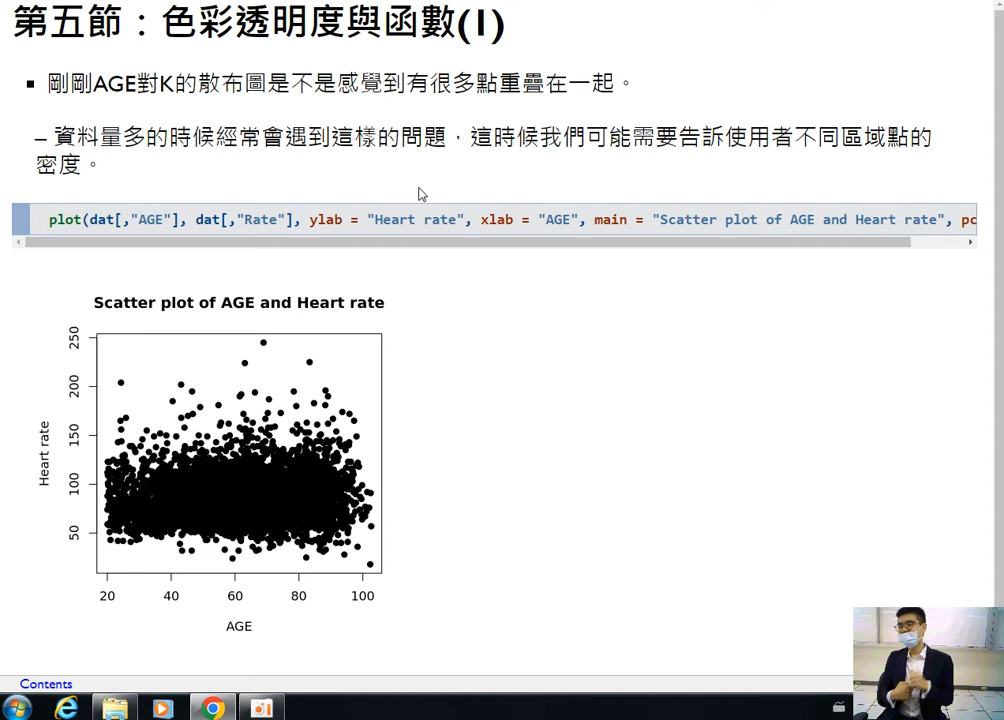 第五節：色彩透明度與函數(1)
▪ 剛剛AGE對K的散布圖是不是感覺到有很多點重疊在一起。
– 資料量多的時候經常會遇到這樣的問題，這時候我們可能需要告訴使用者不同區域點的
密度。
plot(dat[,"AGE"], dat[,"Rate"], ylab = "Heart rate", xlab = "AGE", main = "Scatter plot of AGE and Heart rate", pc
Scatter plot of AGE and Heart rate
250
200
150
100
50
Heart rate
20 40 60 80 100
AGE
Contents